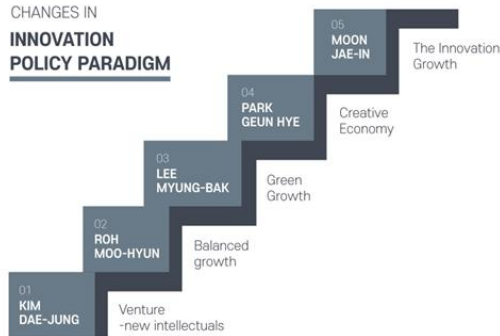 CHANGES IN
INNOVATION
POLICY PARADIGM
05
MOON
JAE-IN
The Innovation
Growth
04
PARK
GEUN HYE
Creative
Economy
03
LEE
MYUNG-BAK
Green
Growth
02
ROH
MOO-HYUN
Balanced
growth
01
KIM
DAE-JUNG
Venture
-new intellectuals